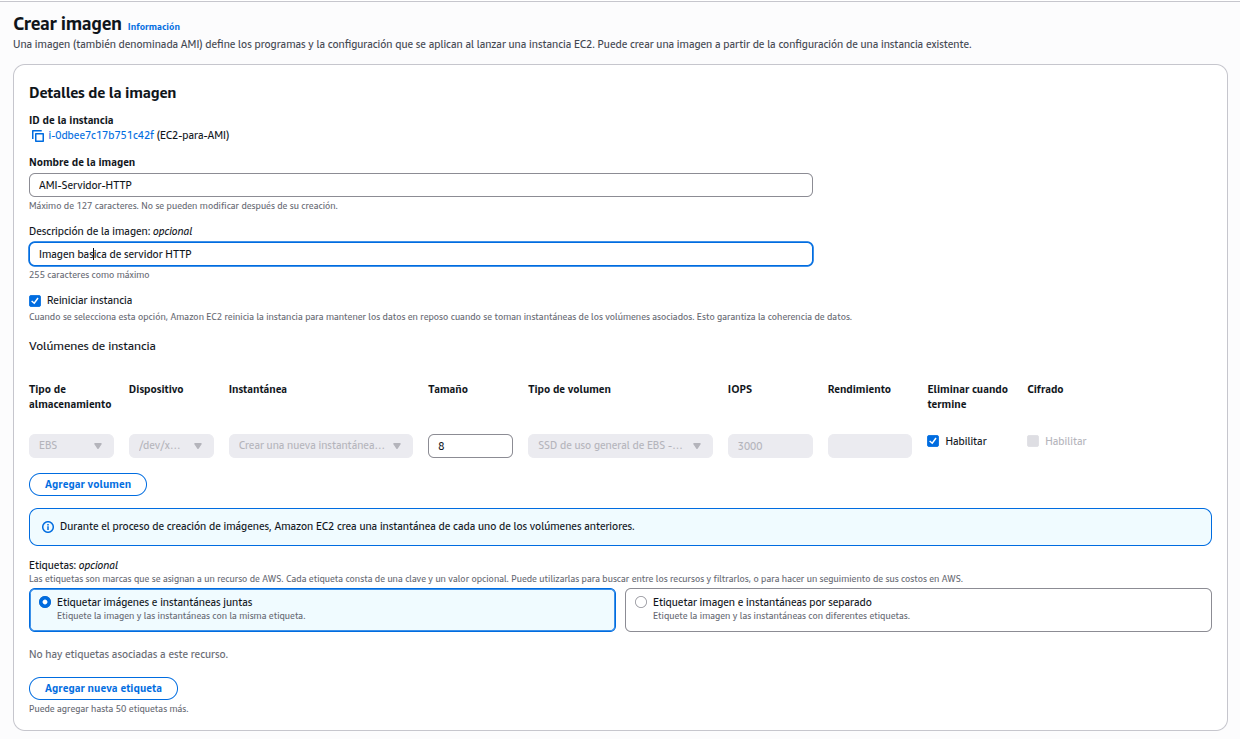 Crear imagen Información
Una imagen (también denominada AMI) define los programas y la configuración que se aplican al lanzar una instancia EC2. Puede crear una imagen a partir de la configuración de una instancia existente.
Detalles de la imagen
ID de la instancia
i-0dbee7c17b751c42f (EC2-para-AMI)
Nombre de la imagen
AMI-Servidor-HTTP
Máximo de 127 caracteres. No se pueden modificar después de su creación.
Descripción de la imagen: opcional
Imagen basica de servidor HTTP
255 caracteres como máximo
Reiniciar instancia
Cuando se selecciona esta opción, Amazon EC2 reinicia la instancia para mantener los datos en reposo cuando se toman instantáneas de los volúmenes asociados. Esto garantiza la coherencia de datos.
Volúmenes de instancia
Tipo de almacenamiento Dispositivo Instantánea Tamaño Tipo de volumen IOPS Rendimiento Eliminar cuando termine Cifrado
EBS /dev/x... Crear una nueva instantánea... 8 SSD de uso general de EBS -... 3000 Habilitar Habilitar
Agregar volumen
Durante el proceso de creación de imágenes, Amazon EC2 crea una instantánea de cada uno de los volúmenes anteriores.
Etiquetas: opcional
Las etiquetas son marcas que se asignan a un recurso de AWS. Cada etiqueta consta de una clave y un valor opcional. Puede utilizarlas para buscar entre los recursos y filtrarlos, o para hacer un seguimiento de sus costos en AWS.
Etiquetar imágenes e instantáneas juntas Etiquetar imagen e instantáneas por separado
Etiquete la imagen y las instantáneas con la misma etiqueta. Etiquete la imagen y las instantáneas con diferentes etiquetas.
No hay etiquetas asociadas a este recurso.
Agregar nueva etiqueta
Puede agregar hasta 50 etiquetas más.